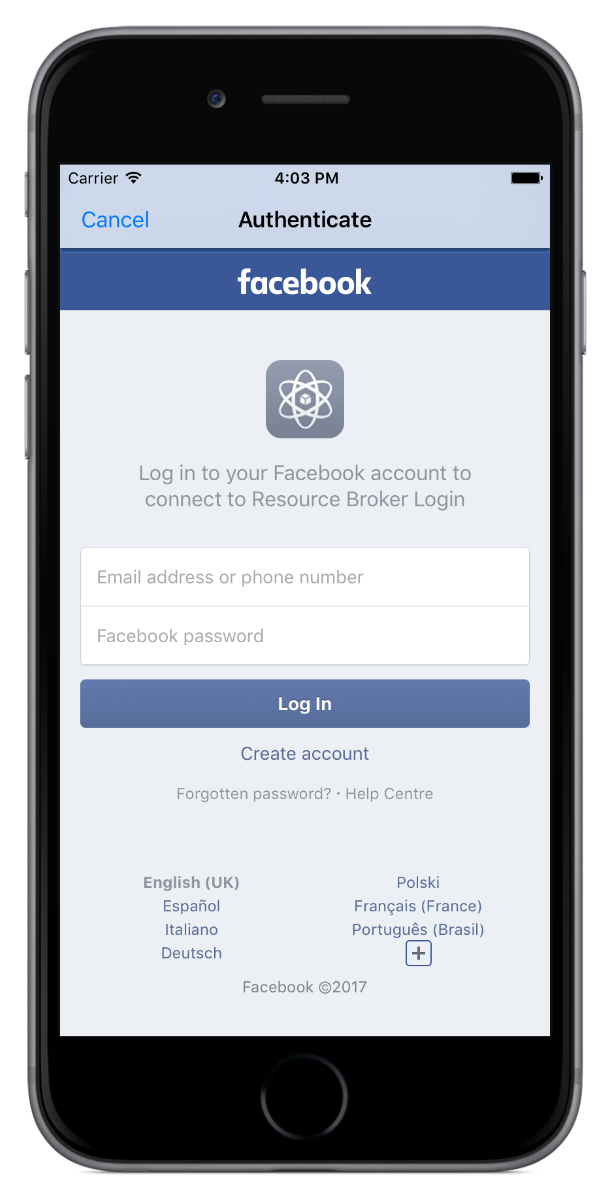 Carrier 4:03 PM
Cancel Authenticate
facebook
Log in to your Facebook account to
connect to Resource Broker Login
Email address or phone number
Facebook password
Log In
Create account
Forgotten password? · Help Centre
English (UK) Polski
Español Français (France)
Italiano Português (Brasil)
Deutsch +
Facebook ©2017